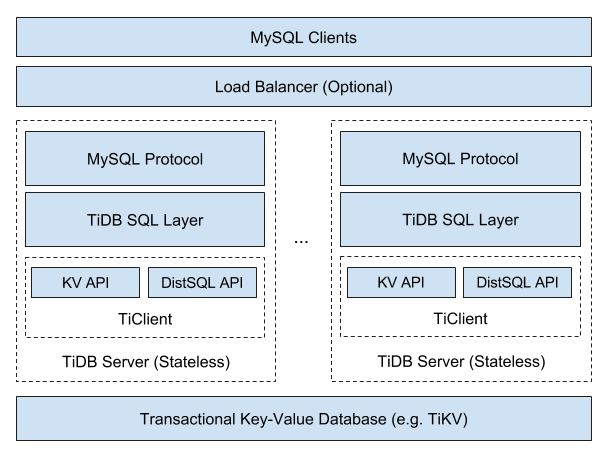 MySQL Clients
Load Balancer (Optional)
MySQL Protocol
TiDB SQL Layer
KV API
DistSQL API
TiClient
TiDB Server (Stateless)
...
MySQL Protocol
TiDB SQL Layer
KV API
DistSQL API
TiClient
TiDB Server (Stateless)
Transactional Key-Value Database (e.g. TiKV)